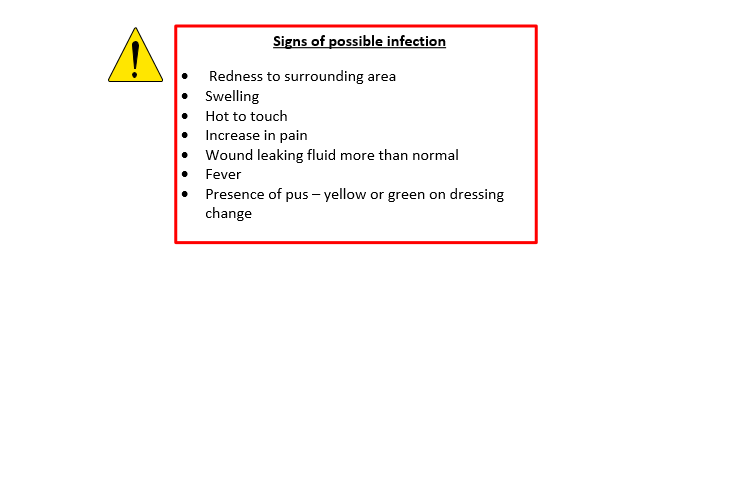 Signs of possible infection
• Redness to surrounding area
• Swelling
• Hot to touch
• Increase in pain
• Wound leaking fluid more than normal
• Fever
• Presence of pus – yellow or green on dressing
change